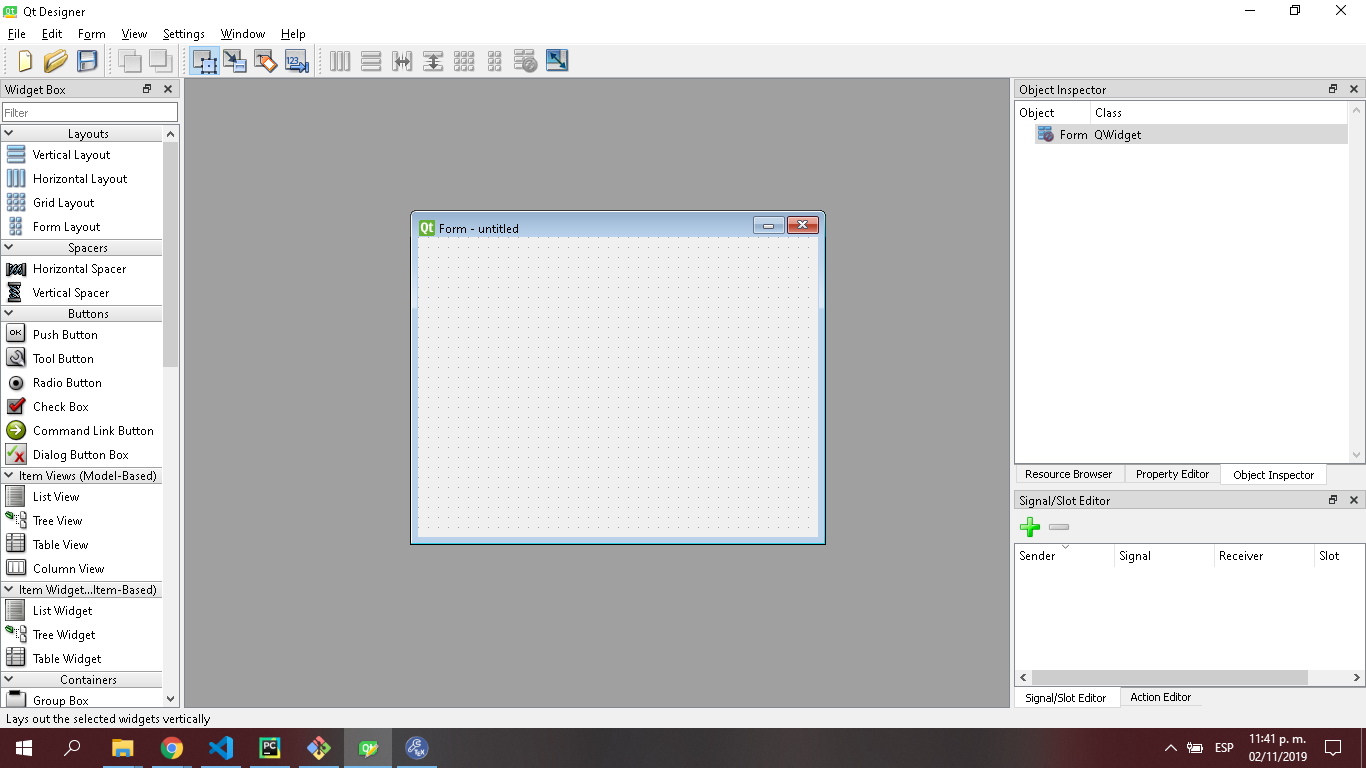 Qt Designer
File Edit Form View Settings Window Help
123
Widget Box
Filter
Layouts
Vertical Layout
Horizontal Layout
Grid Layout
Form Layout
Spacers
Horizontal Spacer
Vertical Spacer
Buttons
OK Push Button
Tool Button
Radio Button
Check Box
Command Link Button
Dialog Button Box
Item Views (Model-Based)
List View
Tree View
Table View
Column View
Item Widget...Item-Based)
List Widget
Tree Widget
Table Widget
Containers
Group Box
Qt Form - untitled
Object Inspector
Object Class
Form QWidget
Resource Browser Property Editor Object Inspector
Signal/Slot Editor
Sender Signal Receiver Slot
Signal/Slot Editor Action Editor
Lays out the selected widgets vertically
PC
ESP
11:41 p. m.
02/11/2019